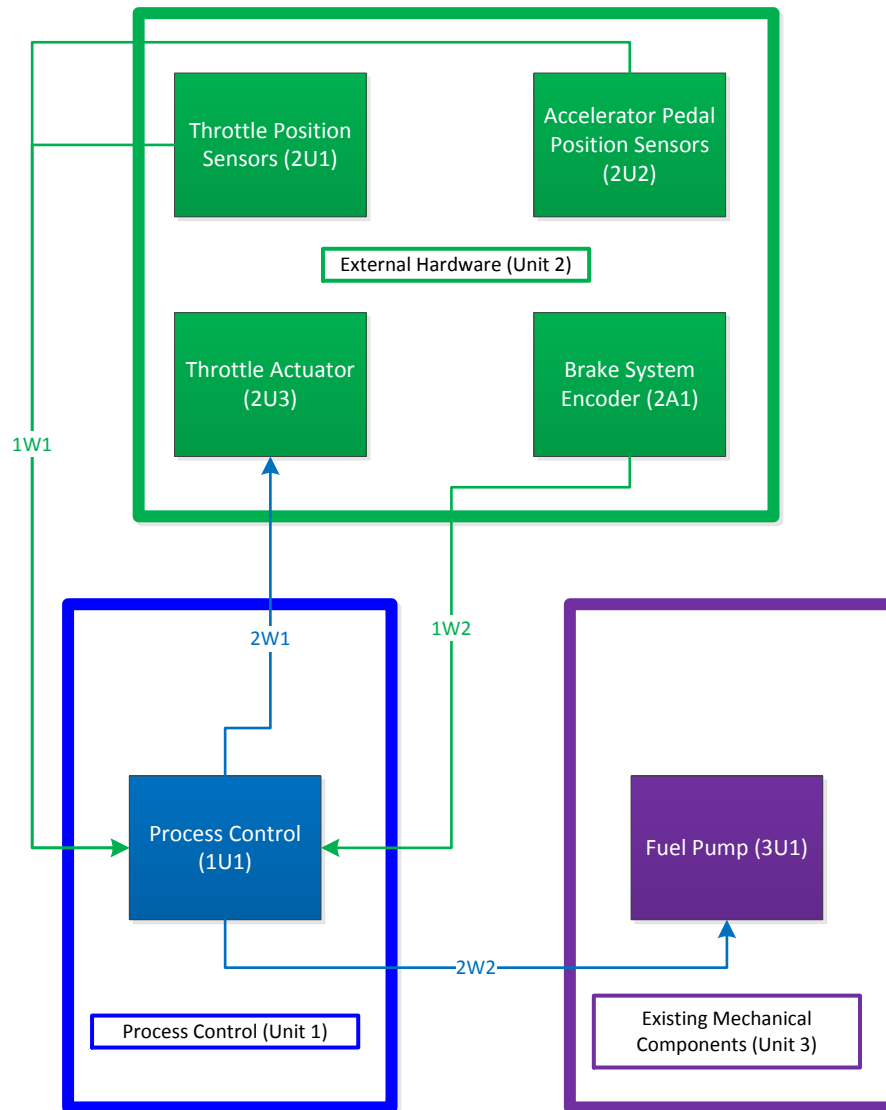 Throttle Position
Sensors (2U1)
Accelerator Pedal
Position Sensors
(2U2)
External Hardware (Unit 2)
Throttle Actuator
(2U3)
Brake System
Encoder (2A1)
1W1
2W1
1W2
Process Control
(1U1)
Fuel Pump (3U1)
2W2
Process Control (Unit 1)
Existing Mechanical
Components (Unit 3)